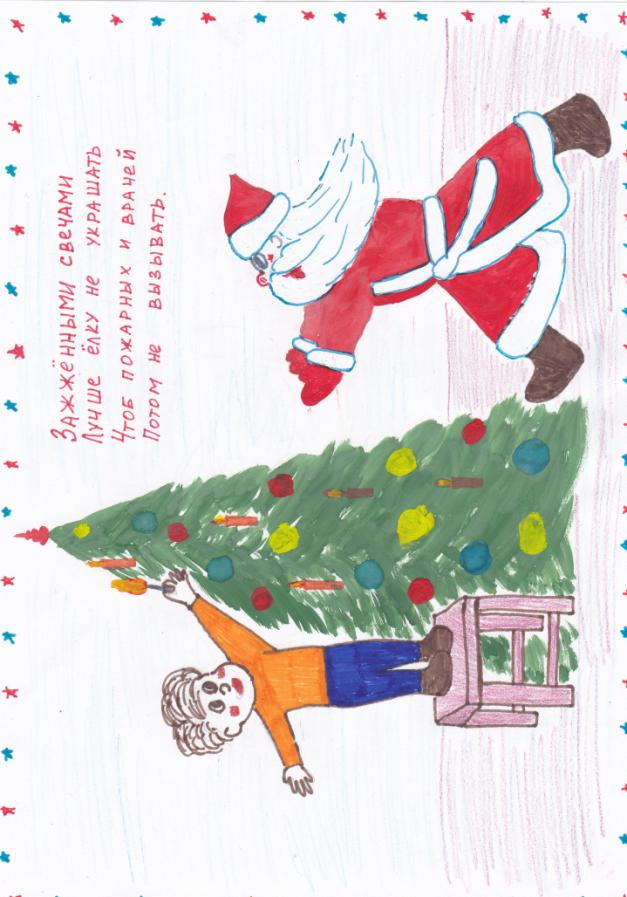 Зажжёнными свечами
Лучше ёлку не украшать
Чтоб пожарных и врачей
Потом не вызывать.